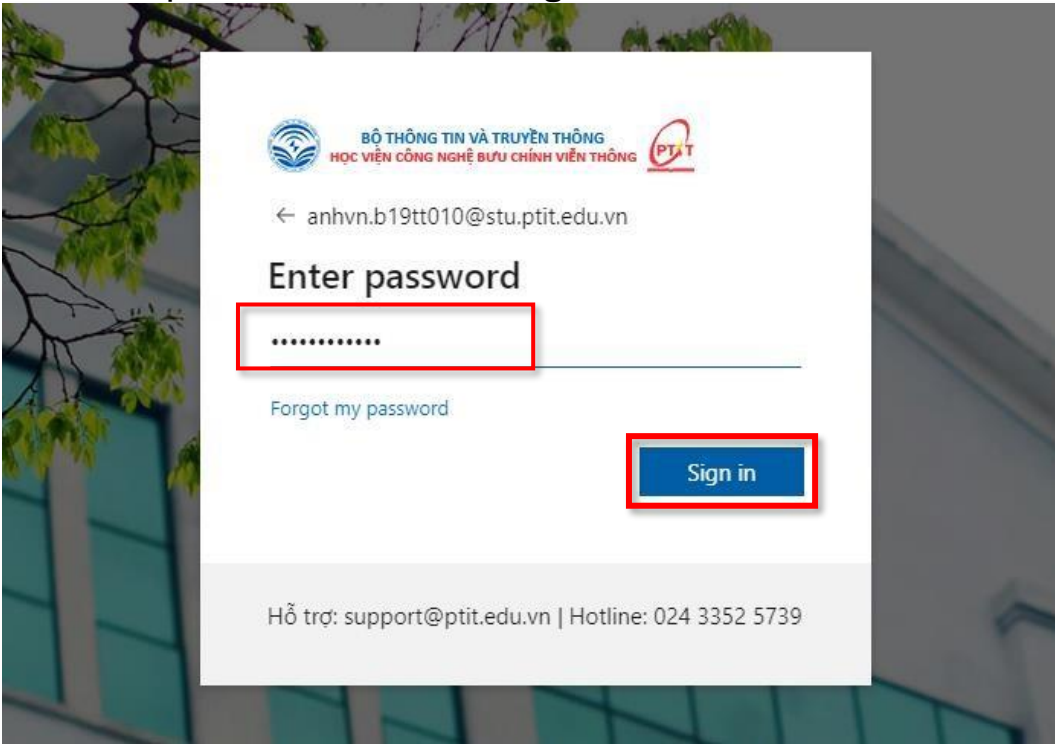 BỘ THÔNG TIN VÀ TRUYỀN THÔNG
HỌC VIỆN CÔNG NGHỆ BƯU CHÍNH VIỄN THÔNG PTIT
← anhvn.b19tt010@stu.ptit.edu.vn
Enter password
••••••••••••
Forgot my password
Sign in
Hỗ trợ: support@ptit.edu.vn | Hotline: 024 3352 5739